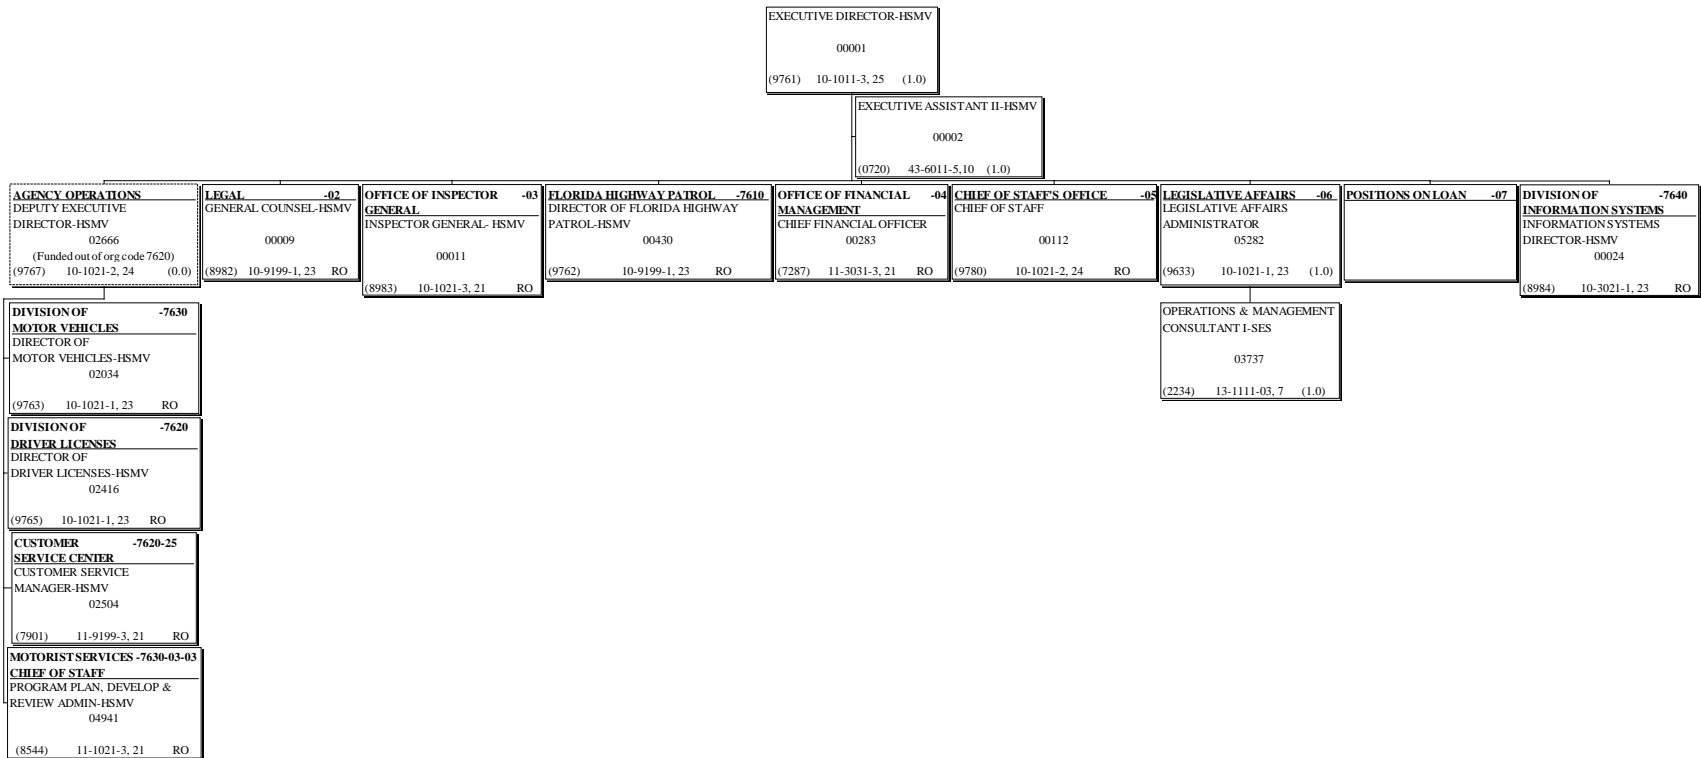 EXECUTIVE DIRECTOR-HSMV
00001
(9761) 10-1011-3, 25 (1.0)
EXECUTIVE ASSISTANT II-HSMV
00002
(0720) 43-6011-5,10 (1.0)
AGENCY OPERATIONS
DEPUTY EXECUTIVE
DIRECTOR-HSMV
02666
(Funded out of org code 7620)
(9767) 10-1021-2, 24 (0.0)
LEGAL -02
GENERAL COUNSEL-HSMV
00009
(8982) 10-9199-1, 23 RO
OFFICE OF INSPECTOR -03
GENERAL
INSPECTOR GENERAL- HSMV
00011
(8983) 10-1021-3, 21 RO
FLORIDA HIGHWAY PATROL -7610
DIRECTOR OF FLORIDA HIGHWAY
PATROL-HSMV
00430
(9762) 10-9199-1, 23 RO
OFFICE OF FINANCIAL -04
MANAGEMENT
CHIEF FINANCIAL OFFICER
00283
(7287) 11-3031-3, 21 RO
CHIEF OF STAFF'S OFFICE -05
CHIEF OF STAFF
00112
(9780) 10-1021-2, 24 RO
LEGISLATIVE AFFAIRS -06
LEGISLATIVE AFFAIRS
ADMINISTRATOR
05282
(9633) 10-1021-1, 23 (1.0)
POSITIONS ON LOAN -07
DIVISION OF -7640
INFORMATION SYSTEMS
INFORMATION SYSTEMS
DIRECTOR-HSMV
00024
(8984) 10-3021-1, 23 RO
DIVISION OF -7630
MOTOR VEHICLES
DIRECTOR OF
MOTOR VEHICLES-HSMV
02034
(9763) 10-1021-1, 23 RO
OPERATIONS & MANAGEMENT
CONSULTANT I-SES
03737
(2234) 13-1111-03, 7 (1.0)
DIVISION OF -7620
DRIVER LICENSES
DIRECTOR OF
DRIVER LICENSES-HSMV
02416
(9765) 10-1021-1, 23 RO
CUSTOMER -7620-25
SERVICE CENTER
CUSTOMER SERVICE
MANAGER-HSMV
02504
(7901) 11-9199-3, 21 RO
MOTORIST SERVICES -7630-03-03
CHIEF OF STAFF
PROGRAM PLAN, DEVELOP &
REVIEW ADMIN-HSMV
04941
(8544) 11-1021-3, 21 RO